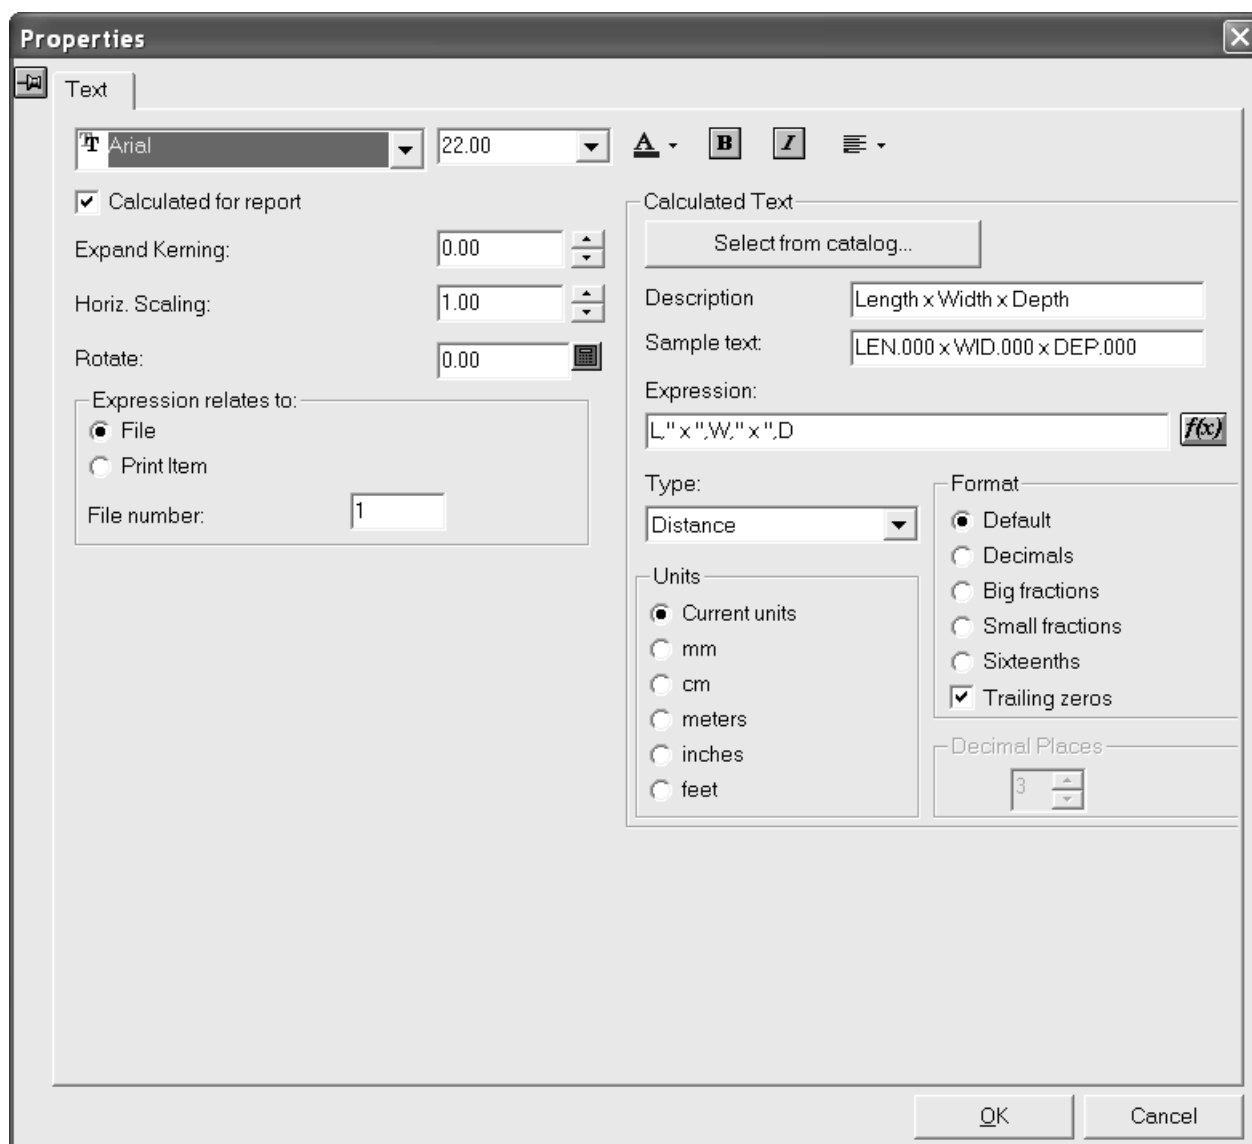 Properties
Text
Arial
22.00
A
B
I
Calculated for report
Expand Kerning:
0.00
Horiz. Scaling:
1.00
Rotate:
0.00
Expression relates to:
File
Print Item
File number:
1
Calculated Text
Select from catalog...
Description
Length x Width x Depth
Sample text:
LEN.000 x WID.000 x DEP.000
Expression:
L," x ",W," x ",D
f(x)
Type:
Distance
Units
Current units
mm
cm
meters
inches
feet
Format
Default
Decimals
Big fractions
Small fractions
Sixteenths
Trailing zeros
Decimal Places
3
OK
Cancel